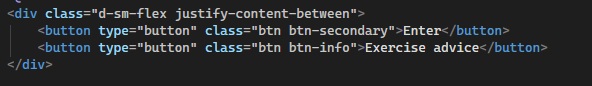 <div class="d-sm-flex justify-content-between">
    <button type="button" class="btn btn-secondary">Enter</button>
    <button type="button" class="btn btn-info">Exercise advice</button>
</div>